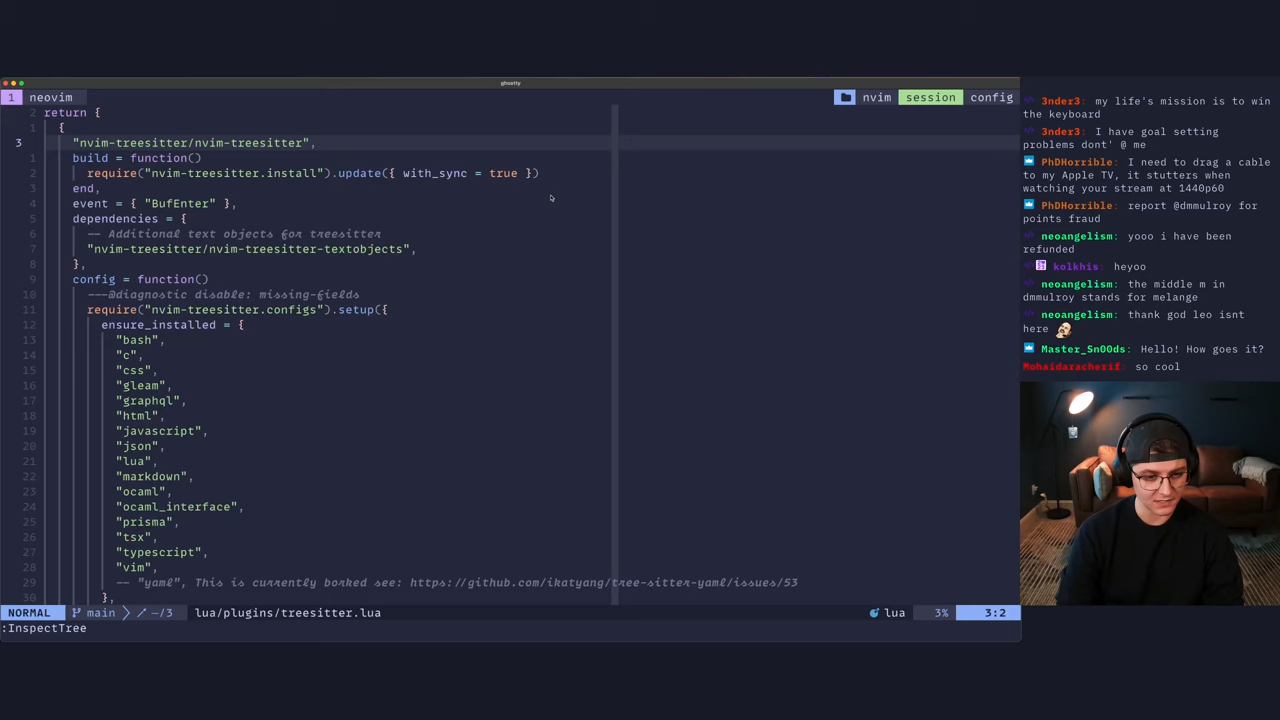 ghostty
1 neovim
nvim session config
2 return {
1 {
3 "nvim-treesitter/nvim-treesitter",
1 build = function()
2 require("nvim-treesitter.install").update({ with_sync = true })
3 end,
4 event = { "BufEnter" },
5 dependencies = {
6 -- Additional text objects for treesitter
7 "nvim-treesitter/nvim-treesitter-textobjects",
8 },
9 config = function()
10 ---@diagnostic disable: missing-fields
11 require("nvim-treesitter.configs").setup({
12 ensure_installed = {
13 "bash",
14 "c",
15 "css",
16 "gleam",
17 "graphql",
18 "html",
19 "javascript",
20 "json",
21 "lua",
22 "markdown",
23 "ocaml",
24 "ocaml_interface",
25 "prisma",
26 "tsx",
27 "typescript",
28 "vim",
29 -- "yaml", This is currently borked see: https://github.com/ikatyang/tree-sitter-yaml/issues/53
30 },
NORMAL main ~/3 lua/plugins/treesitter.lua lua 3% 3:2
:InspectTree
3nder3: my life's mission is to win
the keyboard
3nder3: I have goal setting
problems dont' @ me
PhDHorrible: I need to drag a cable
to my Apple TV, it stutters when
watching your stream at 1440p60
PhDHorrible: report @dmmulroy for
points fraud
neoangelism: yooo i have been
refunded
kolkhis: heyoo
neoangelism: the middle m in
dmmulroy stands for melange
neoangelism: thank god leo isnt
here
Master_Sn00ds: Hello! How goes it?
Mohaidaracherif: so cool